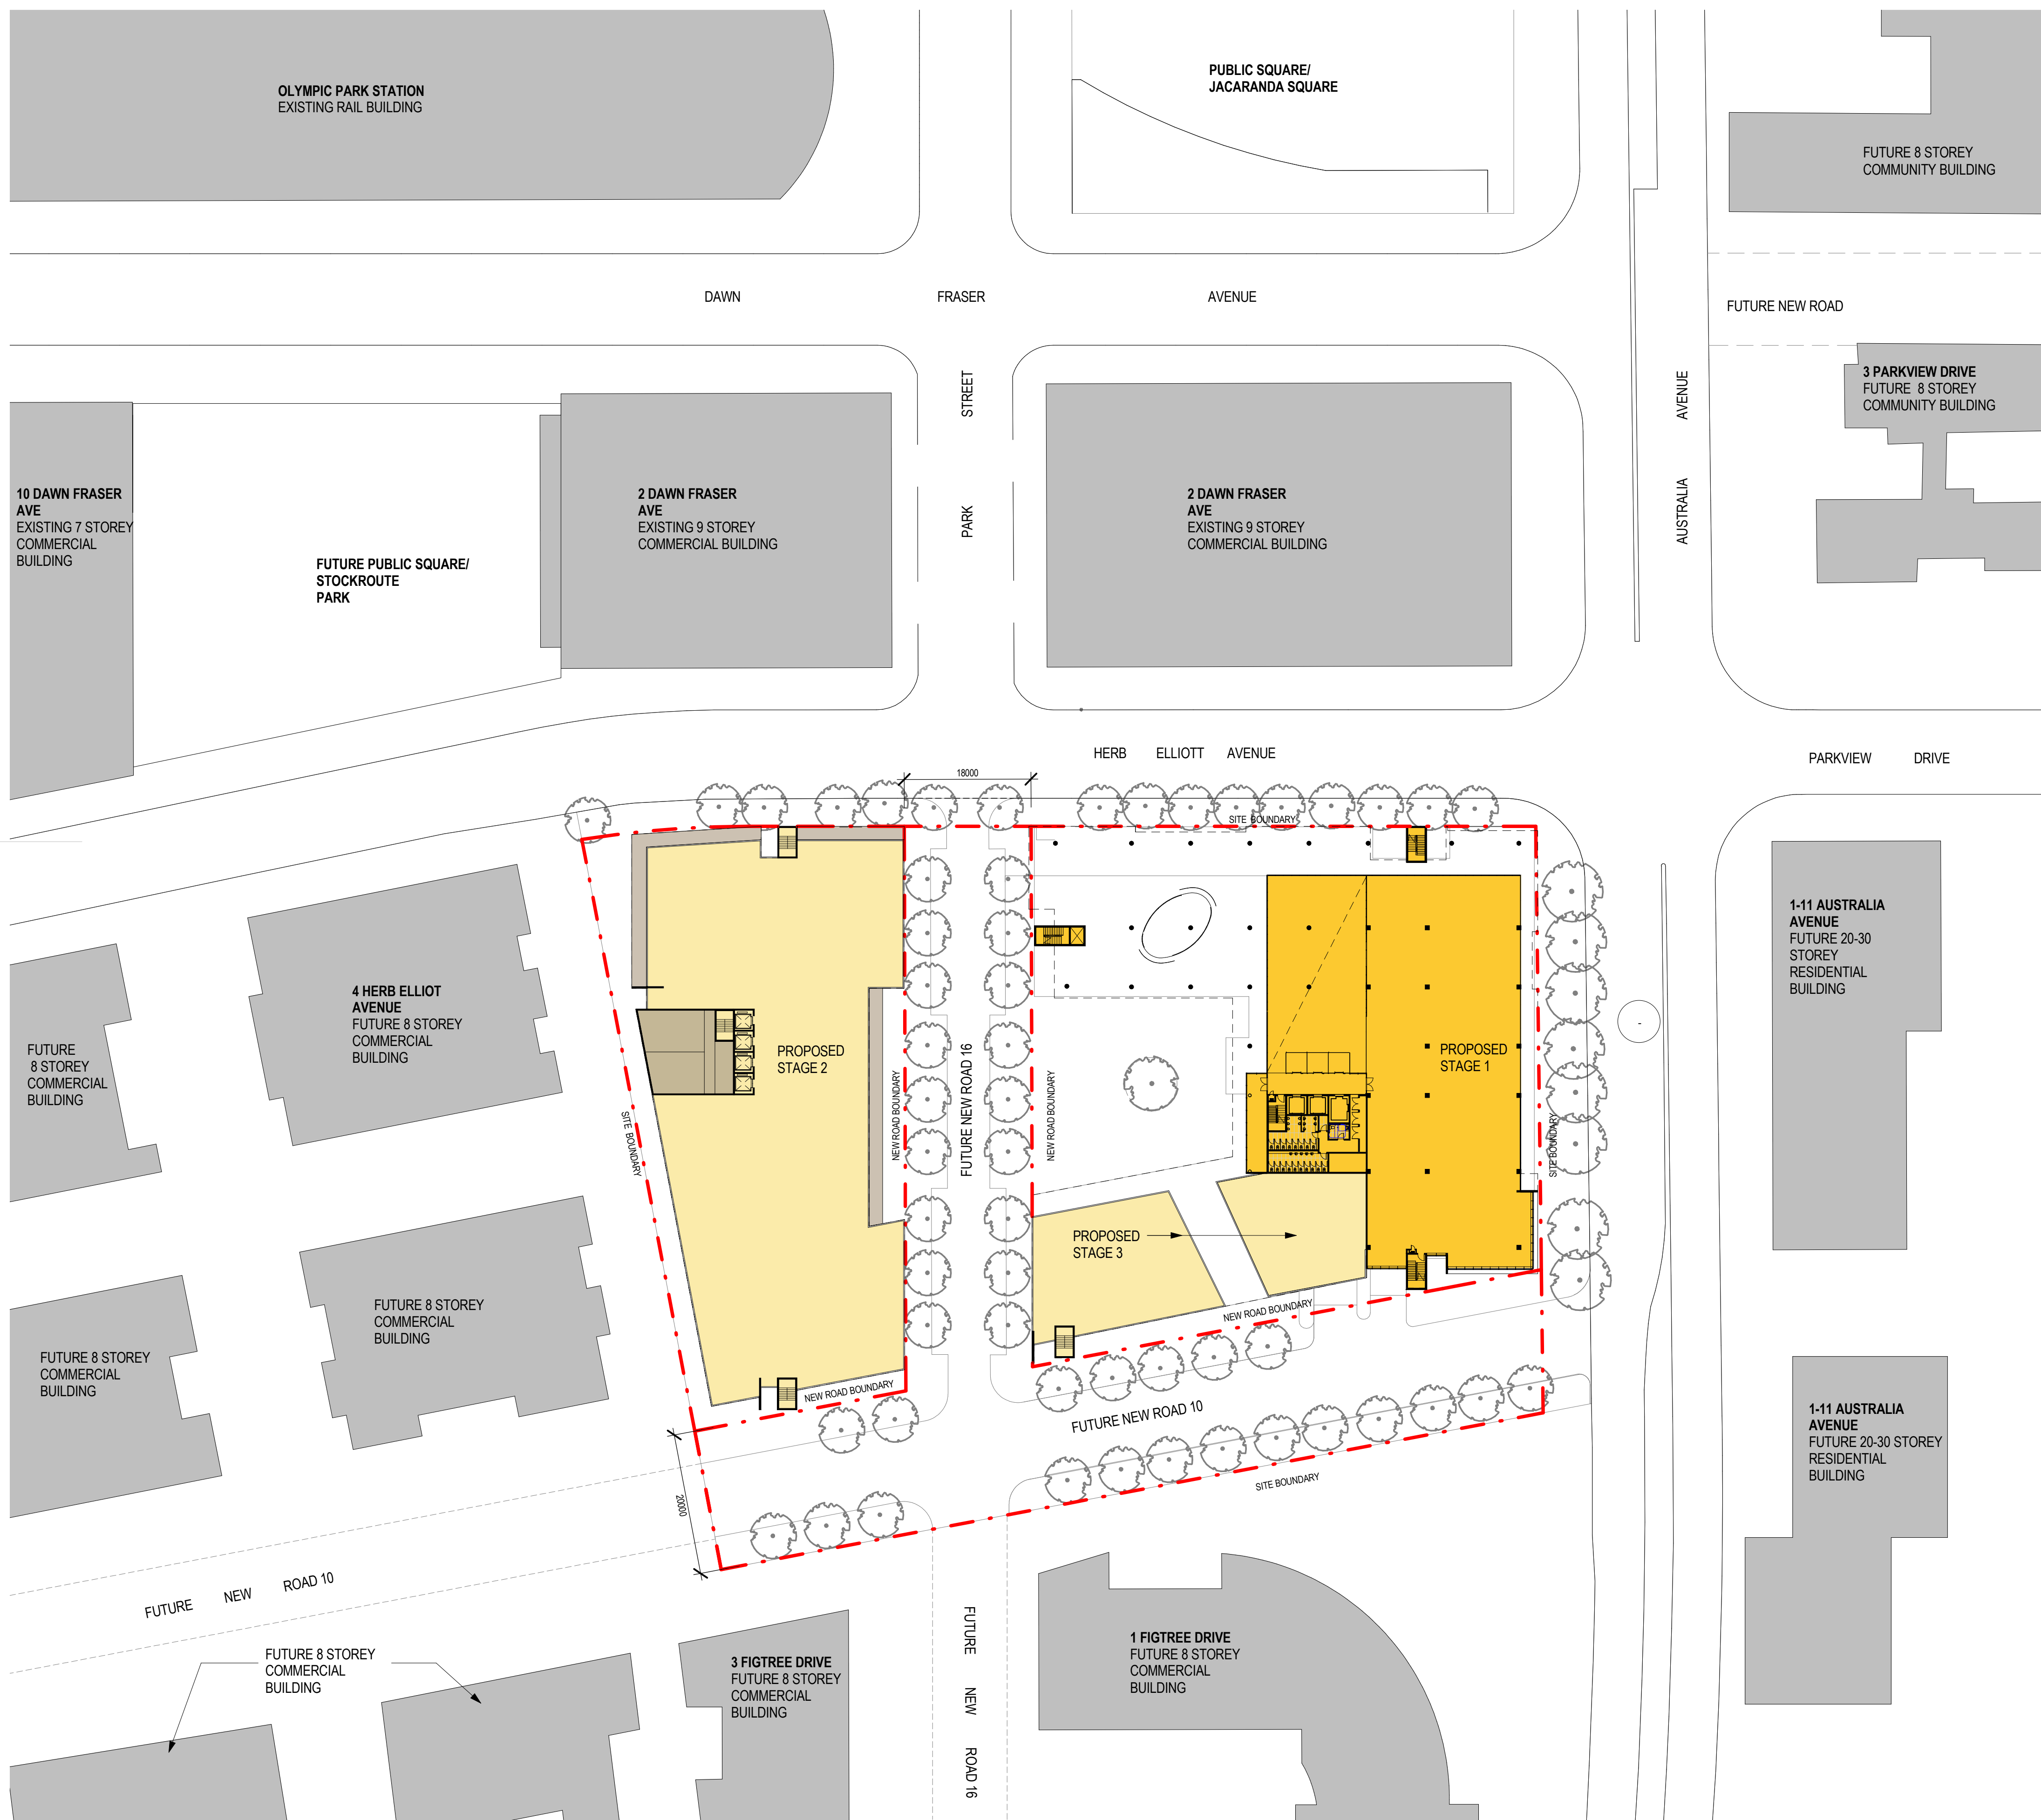 OLYMPIC PARK STATION
EXISTING RAIL BUILDING
PUBLIC SQUARE/
JACARANDA SQUARE
FUTURE 8 STOREY
COMMUNITY BUILDING
DAWN FRASER AVENUE
FUTURE NEW ROAD
3 PARKVIEW DRIVE
FUTURE 8 STOREY
COMMUNITY BUILDING
PARK STREET
AUSTRALIA AVENUE
10 DAWN FRASER
AVE
EXISTING 7 STOREY
COMMERCIAL
BUILDING
FUTURE PUBLIC SQUARE/
STOCKROUTE
PARK
2 DAWN FRASER
AVE
EXISTING 9 STOREY
COMMERCIAL BUILDING
2 DAWN FRASER
AVE
EXISTING 9 STOREY
COMMERCIAL BUILDING
HERB ELLIOTT AVENUE
PARKVIEW DRIVE
18000
SITE BOUNDARY
1-11 AUSTRALIA
AVENUE
FUTURE 20-30
STOREY
RESIDENTIAL
BUILDING
4 HERB ELLIOT
AVENUE
FUTURE 8 STOREY
COMMERCIAL
BUILDING
FUTURE
8 STOREY
COMMERCIAL
BUILDING
PROPOSED
STAGE 2
PROPOSED
STAGE 1
SITE BOUNDARY
NEW ROAD BOUNDARY
FUTURE NEW ROAD 16
NEW ROAD BOUNDARY
SITE BOUNDARY
-
PROPOSED
STAGE 3
NEW ROAD BOUNDARY
FUTURE 8 STOREY
COMMERCIAL
BUILDING
FUTURE 8 STOREY
COMMERCIAL
BUILDING
NEW ROAD BOUNDARY
FUTURE NEW ROAD 10
SITE BOUNDARY
20000
1-11 AUSTRALIA
AVENUE
FUTURE 20-30 STOREY
RESIDENTIAL
BUILDING
FUTURE NEW ROAD 10
FUTURE 8 STOREY
COMMERCIAL
BUILDING
3 FIGTREE DRIVE
FUTURE 8 STOREY
COMMERCIAL
BUILDING
FUTURE NEW ROAD 16
1 FIGTREE DRIVE
FUTURE 8 STOREY
COMMERCIAL
BUILDING